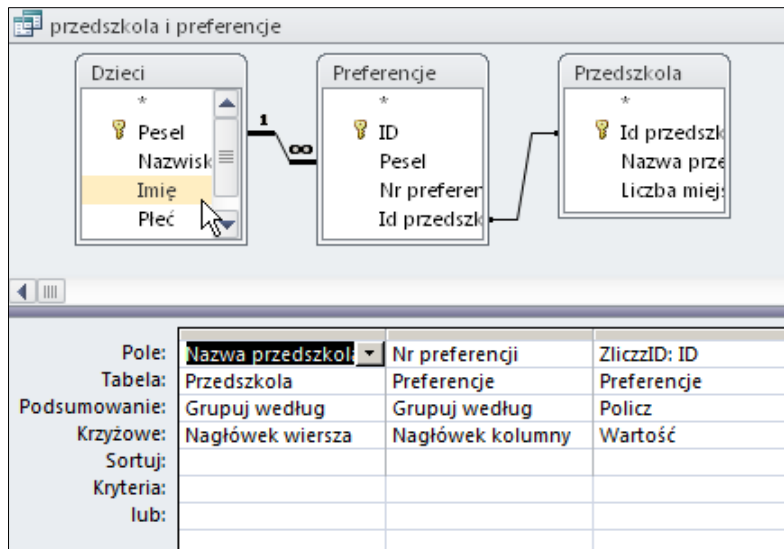 przedszkola i preferencje
Dzieci Preferencje Przedszkola
* * *
Pesel 1 ID Id przedszk
Nazwisk ∞ Pesel Nazwa prze
Imię Nr preferen Liczba miejs
Płeć Id przedszk
Pole: Nazwa przedszkol Nr preferencji ZliczzID: ID
Tabela: Przedszkola Preferencje Preferencje
Podsumowanie: Grupuj według Grupuj według Policz
Krzyżowe: Nagłówek wiersza Nagłówek kolumny Wartość
Sortuj:
Kryteria:
lub: